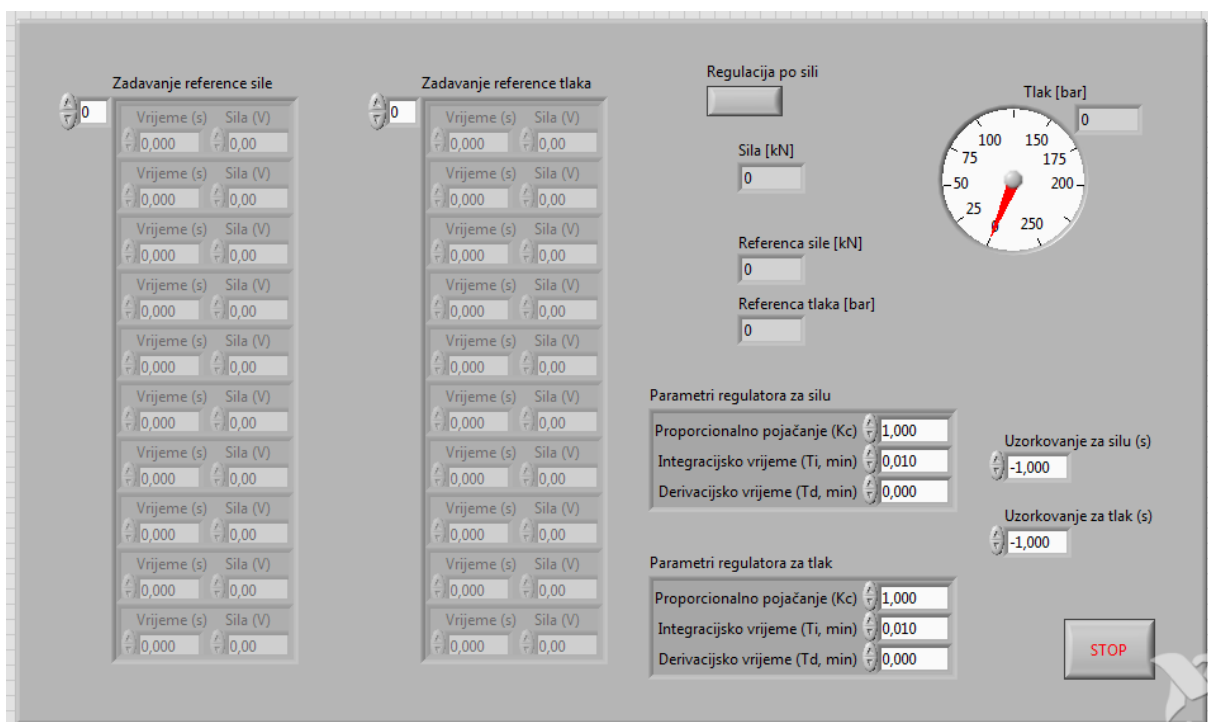 Zadavanje reference sile
0
Vrijeme (s) Sila (V)
0,000 0,00
Vrijeme (s) Sila (V)
0,000 0,00
Vrijeme (s) Sila (V)
0,000 0,00
Vrijeme (s) Sila (V)
0,000 0,00
Vrijeme (s) Sila (V)
0,000 0,00
Vrijeme (s) Sila (V)
0,000 0,00
Vrijeme (s) Sila (V)
0,000 0,00
Vrijeme (s) Sila (V)
0,000 0,00
Vrijeme (s) Sila (V)
0,000 0,00
Vrijeme (s) Sila (V)
0,000 0,00
Zadavanje reference tlaka
0
Vrijeme (s) Sila (V)
0,000 0,00
Vrijeme (s) Sila (V)
0,000 0,00
Vrijeme (s) Sila (V)
0,000 0,00
Vrijeme (s) Sila (V)
0,000 0,00
Vrijeme (s) Sila (V)
0,000 0,00
Vrijeme (s) Sila (V)
0,000 0,00
Vrijeme (s) Sila (V)
0,000 0,00
Vrijeme (s) Sila (V)
0,000 0,00
Vrijeme (s) Sila (V)
0,000 0,00
Vrijeme (s) Sila (V)
0,000 0,00
Regulacija po sili
Sila [kN]
0
Referenca sile [kN]
0
Referenca tlaka [bar]
0
Tlak [bar]
0
100 150
75 175
50 200
25
0 250
Parametri regulatora za silu
Proporcionalno pojačanje (Kc) 1,000
Integracijsko vrijeme (Ti, min) 0,010
Derivacijsko vrijeme (Td, min) 0,000
Uzorkovanje za silu (s)
-1,000
Uzorkovanje za tlak (s)
-1,000
Parametri regulatora za tlak
Proporcionalno pojačanje (Kc) 1,000
Integracijsko vrijeme (Ti, min) 0,010
Derivacijsko vrijeme (Td, min) 0,000
STOP